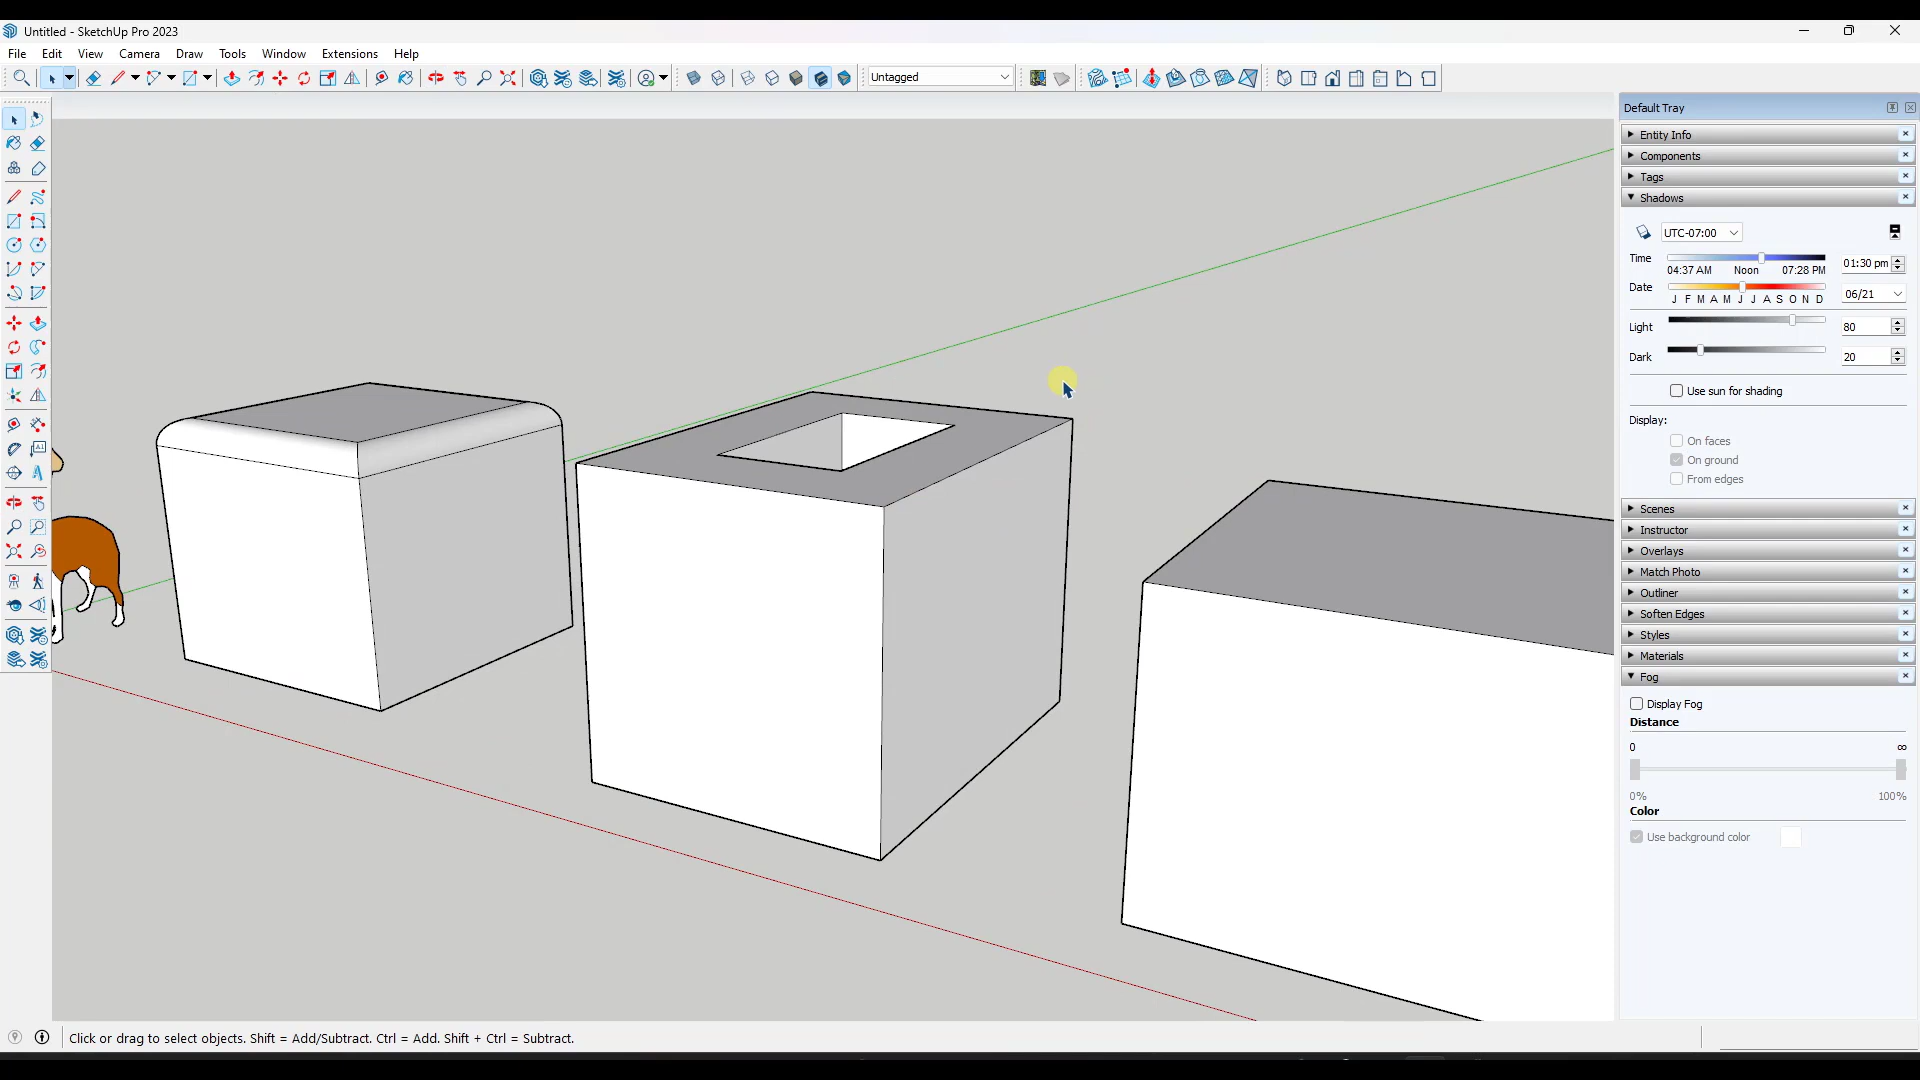 Untitled - SketchUp Pro 2023
File Edit View Camera Draw Tools Window Extensions Help
Untagged
Default Tray
Entity Info
Components
Tags
Shadows
UTC-07:00
Time
04:37 AM Noon 07:28 PM
01:30 pm
Date
J F M A M J J A S O N D
06/21
Light
80
Dark
20
Use sun for shading
Display:
On faces
On ground
From edges
Scenes
Instructor
Overlays
Match Photo
Outliner
Soften Edges
Styles
Materials
Fog
Display Fog
Distance
0 ∞
0% 100%
Color
Use background color
Click or drag to select objects. Shift = Add/Subtract. Ctrl = Add. Shift + Ctrl = Subtract.